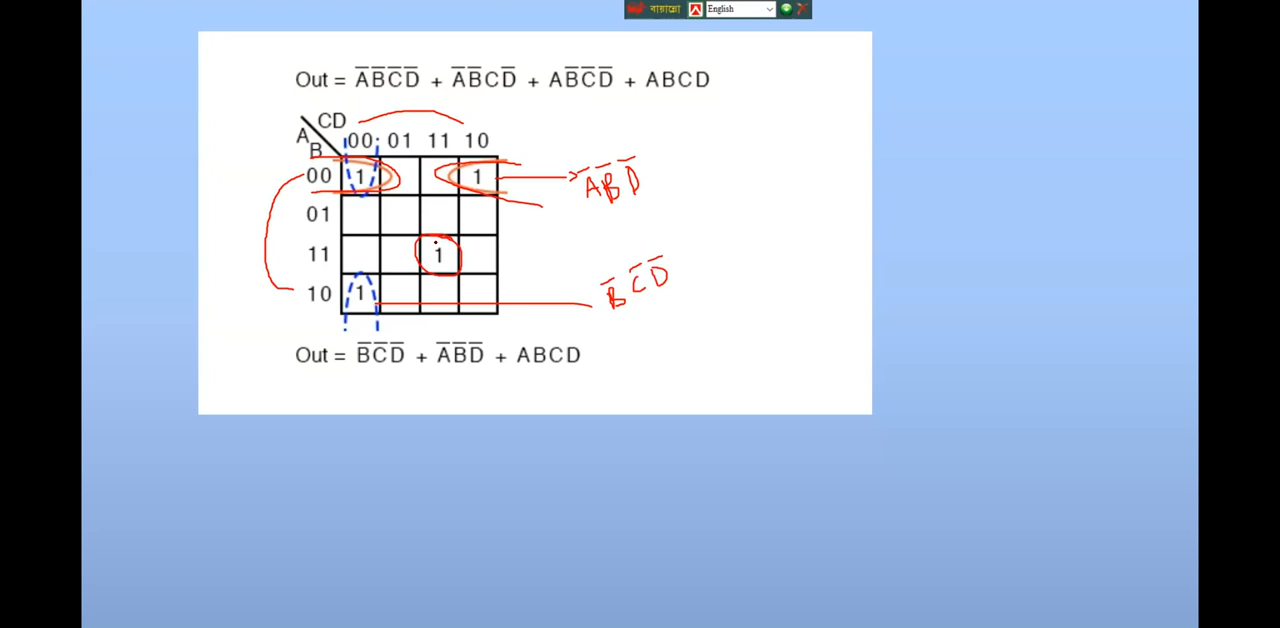 বায়ান্নো English
Out = A̅B̅C̅D̅ + A̅B̅CD̅ + AB̅C̅D̅ + ABCD
CD
A
B
00 01 11 10
00 1 1
A̅ B̅ D̅
01
11 1
10 1
B̅ C̅ D̅
Out = B̅C̅D̅ + A̅B̅D̅ + ABCD